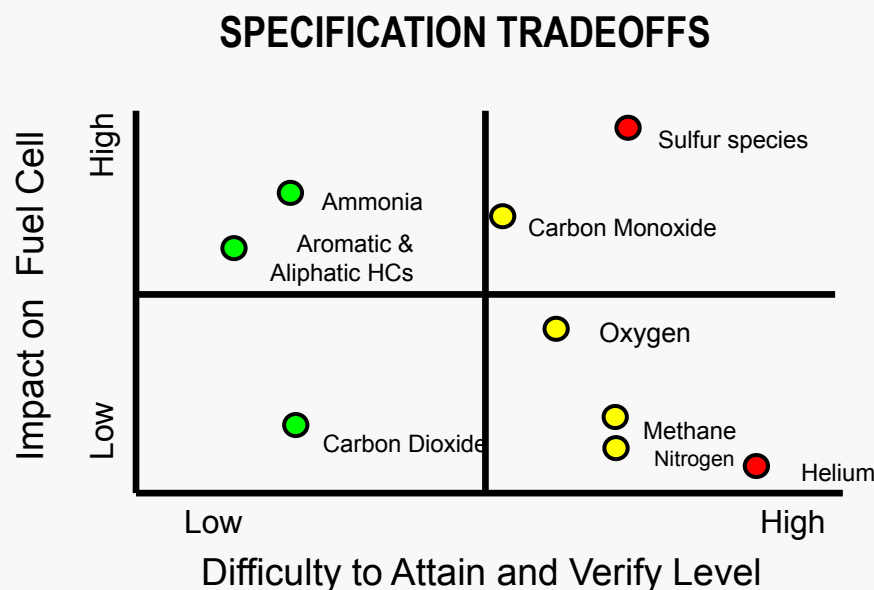 SPECIFICATION TRADEOFFS
Impact on Fuel Cell
High
Low
Sulfur species
Ammonia
Carbon Monoxide
Aromatic &
Aliphatic HCs
Oxygen
Carbon Dioxide
Methane
Nitrogen
Helium
Low
High
Difficulty to Attain and Verify Level